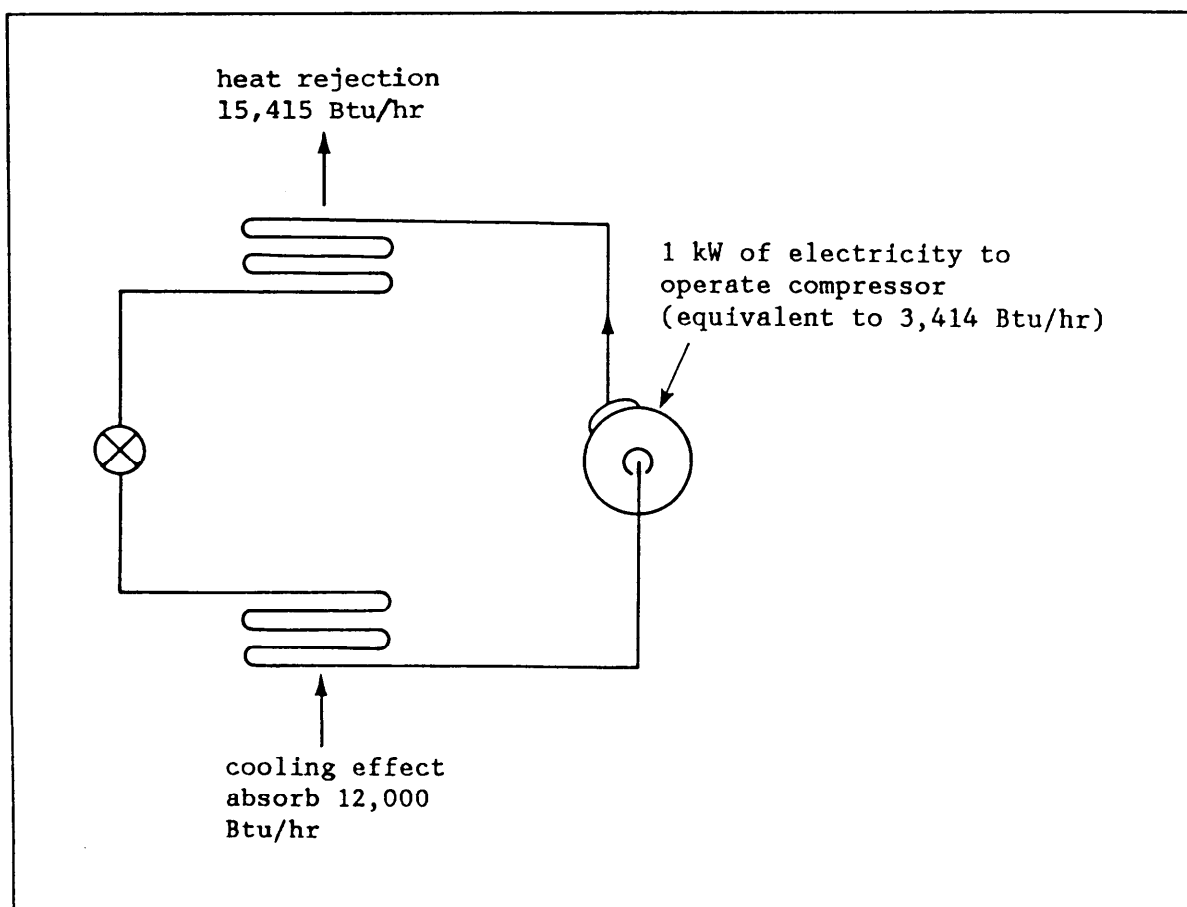 heat rejection
15,415 Btu/hr
1 kW of electricity to
operate compressor
(equivalent to 3,414 Btu/hr)
cooling effect
absorb 12,000
Btu/hr